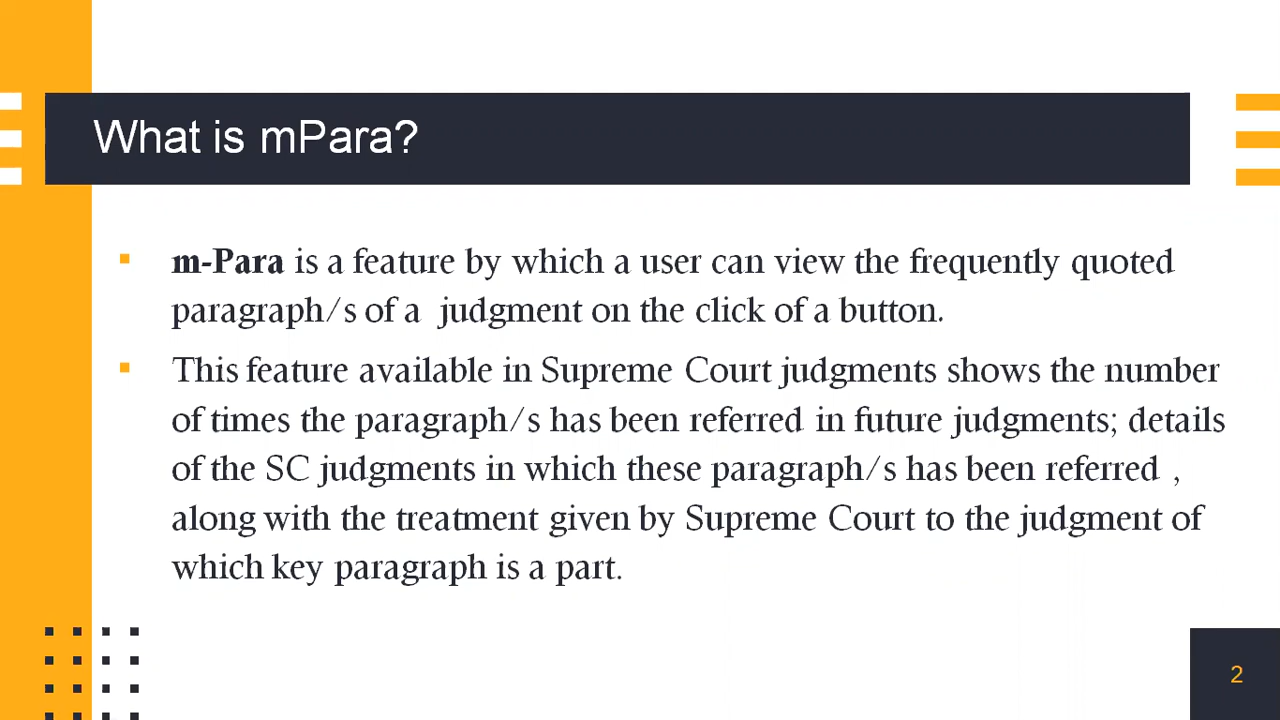 What is mPara?
▪ m-Para is a feature by which a user can view the frequently quoted
paragraph/s of a judgment on the click of a button.
▪ This feature available in Supreme Court judgments shows the number
of times the paragraph/s has been referred in future judgments; details
of the SC judgments in which these paragraph/s has been referred ,
along with the treatment given by Supreme Court to the judgment of
which key paragraph is a part.
2